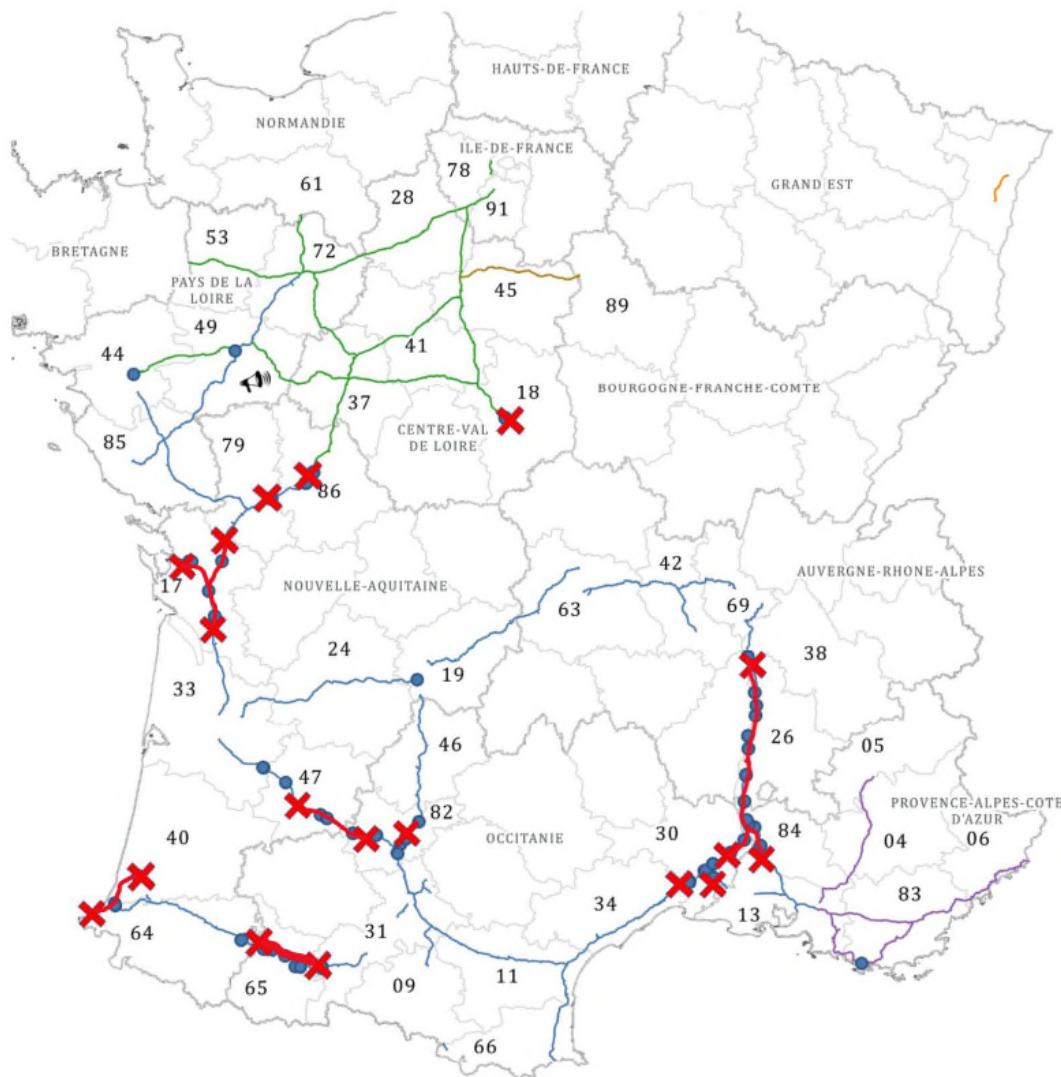 HAUTS-DE-FRANCE
NORMANDIE
ILE-DE-FRANCE
78
61
28
GRAND EST
91
53
72
BRETAGNE
PAYS DE LA
LOIRE
45
89
49
44
41
BOURGOGNE-FRANCHE-COMTE
18
37
CENTRE-VAL
DE LOIRE
85
79
86
42
AUVERGNE-RHONE-ALPES
17
NOUVELLE-AQUITAINE
63
69
24
38
19
33
26
46
05
47
PROVENCE-ALPES-COTE
D'AZUR
82
40
OCCITANIE
30
84
04
06
83
34
13
64
31
11
09
65
66